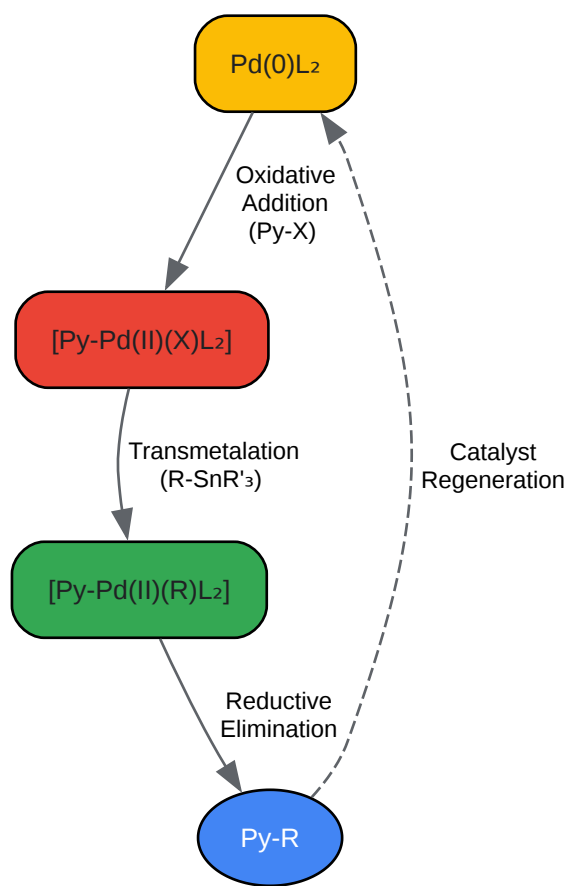 Pd(0)L₂
Oxidative
Addition
(Py-X)
[Py-Pd(II)(X)L₂]
Transmetalation
(R-SnR'₃)
Catalyst
Regeneration
[Py-Pd(II)(R)L₂]
Reductive
Elimination
Py-R